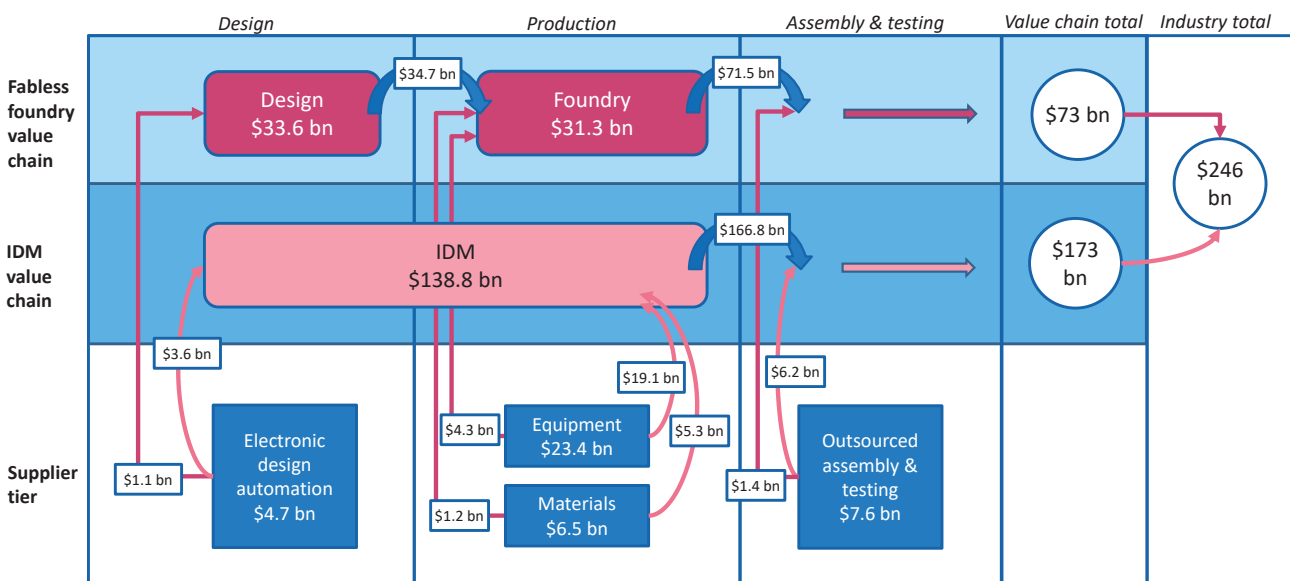 Design
Production
Assembly & testing
Value chain total
Industry total
Fabless
foundry
value
chain
Design
$33.6 bn
$34.7 bn
Foundry
$31.3 bn
$71.5 bn
$73 bn
$246
bn
IDM
value
chain
IDM
$138.8 bn
$166.8 bn
$173
bn
$3.6 bn
$19.1 bn
$6.2 bn
Supplier
tier
$1.1 bn
Electronic
design
automation
$4.7 bn
$4.3 bn
Equipment
$23.4 bn
$5.3 bn
$1.2 bn
Materials
$6.5 bn
$1.4 bn
Outsourced
assembly &
testing
$7.6 bn